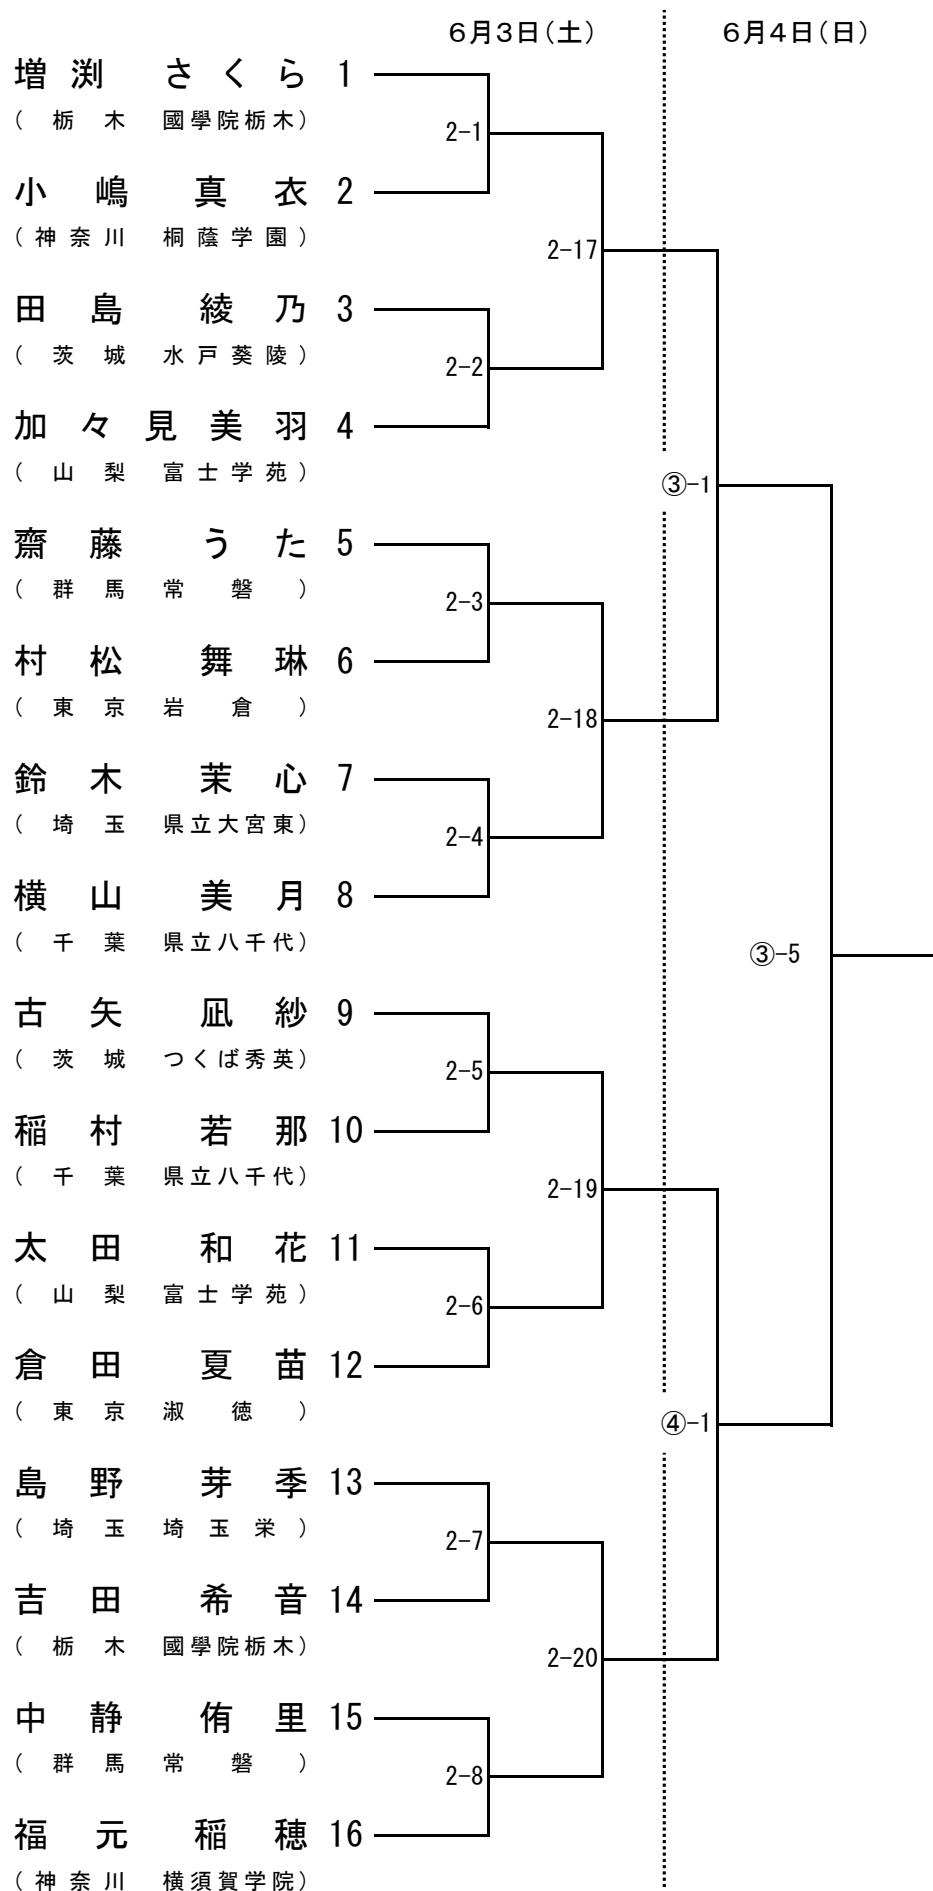 6月3日(土) 6月4日(日)
増渕 さくら 1
(栃木 國學院栃木)
2-1
小嶋 真衣 2
(神奈川 桐蔭学園)
2-17
田島 綾乃 3
(茨城 水戸葵陵)
2-2
加々見美羽 4
(山梨 富士学苑)
③-1
齋藤 うた 5
(群馬 常磐)
2-3
村松 舞琳 6
(東京 岩倉)
2-18
鈴木 茉心 7
(埼玉 県立大宮東)
2-4
横山 美月 8
(千葉 県立八千代)
③-5
古矢 凪紗 9
(茨城 つくば秀英)
2-5
稲村 若那 10
(千葉 県立八千代)
2-19
太田 和花 11
(山梨 富士学苑)
2-6
倉田 夏苗 12
(東京 淑徳)
④-1
島野 芽季 13
(埼玉 埼玉栄)
2-7
吉田 希音 14
(栃木 國學院栃木)
2-20
中静 侑里 15
(群馬 常磐)
2-8
福元 稲穂 16
(神奈川 横須賀学院)